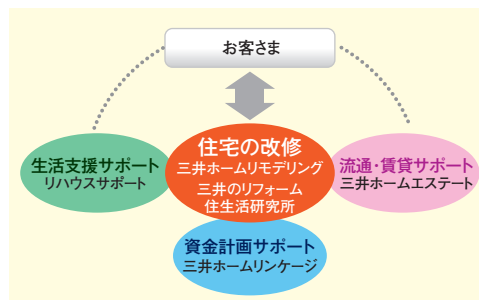 お客さま
住宅の改修
三井ホームリモデリング
三井のリフォーム
住生活研究所
生活支援サポート
リハウスサポート
流通・賃貸サポート
三井ホームエステート
資金計画サポート
三井ホームリンケージ